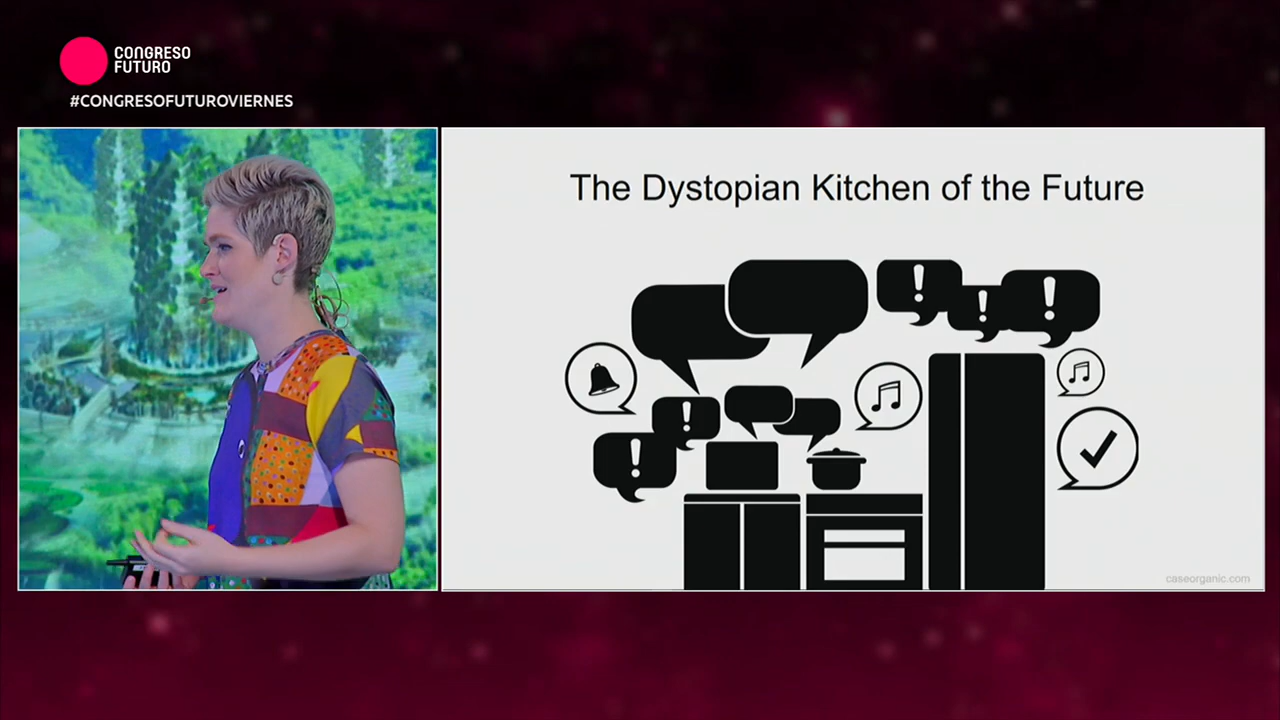 CONGRESO
FUTURO
#CONGRESOFUTUROVIERNES
The Dystopian Kitchen of the Future
!
!
!
!
!
caseorganic.com